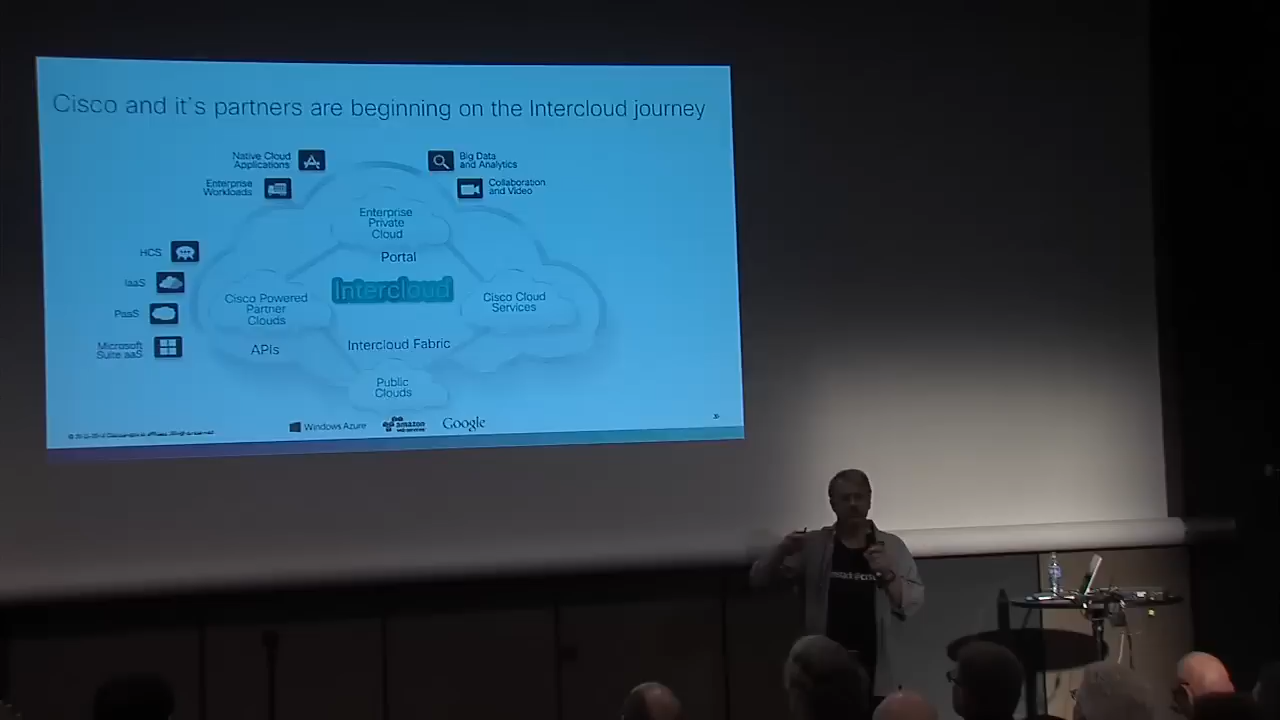 Cisco and it's partners are beginning on the Intercloud journey
Native Cloud
Applications
Big Data
and Analytics
Enterprise
Workloads
Collaboration
and Video
Enterprise
Private
Cloud
Portal
HCS
Intercloud
IaaS
Cisco Powered
Partner
Clouds
Cisco Cloud
Services
PaaS
Microsoft
Suite aaS
APIs
Intercloud Fabric
Public
Clouds
Windows Azure
amazon
web services
Google